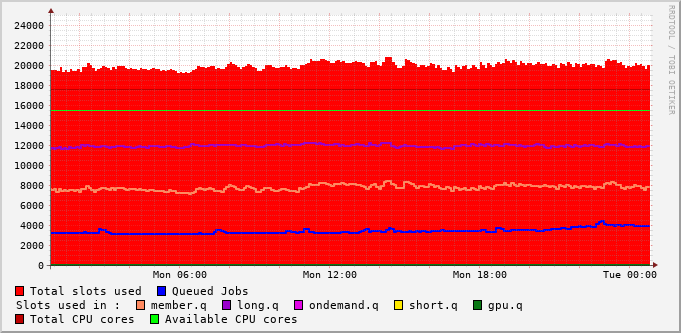 RRDTOOL / TOBI OETIKER
24000
22000
20000
18000
16000
14000
12000
10000
8000
6000
4000
2000
0
Mon 06:00 Mon 12:00 Mon 18:00 Tue 00:00
Total slots used Queued Jobs
Slots used in : member.q long.q ondemand.q short.q gpu.q
Total CPU cores Available CPU cores